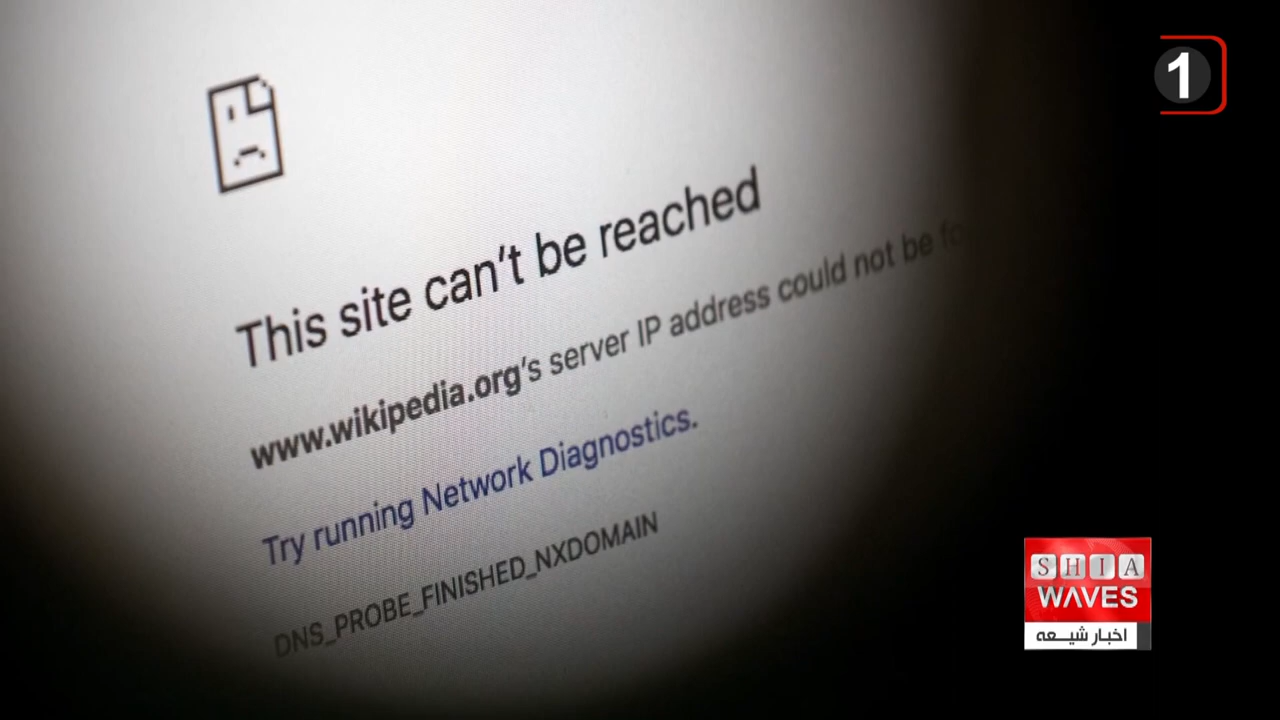 1
This site can't be reached
www.wikipedia.org's server IP address could not be
Try running Network Diagnostics.
DNS_PROBE_FINISHED_NXDOMAIN
SHIA
WAVES
اخبار شیعه